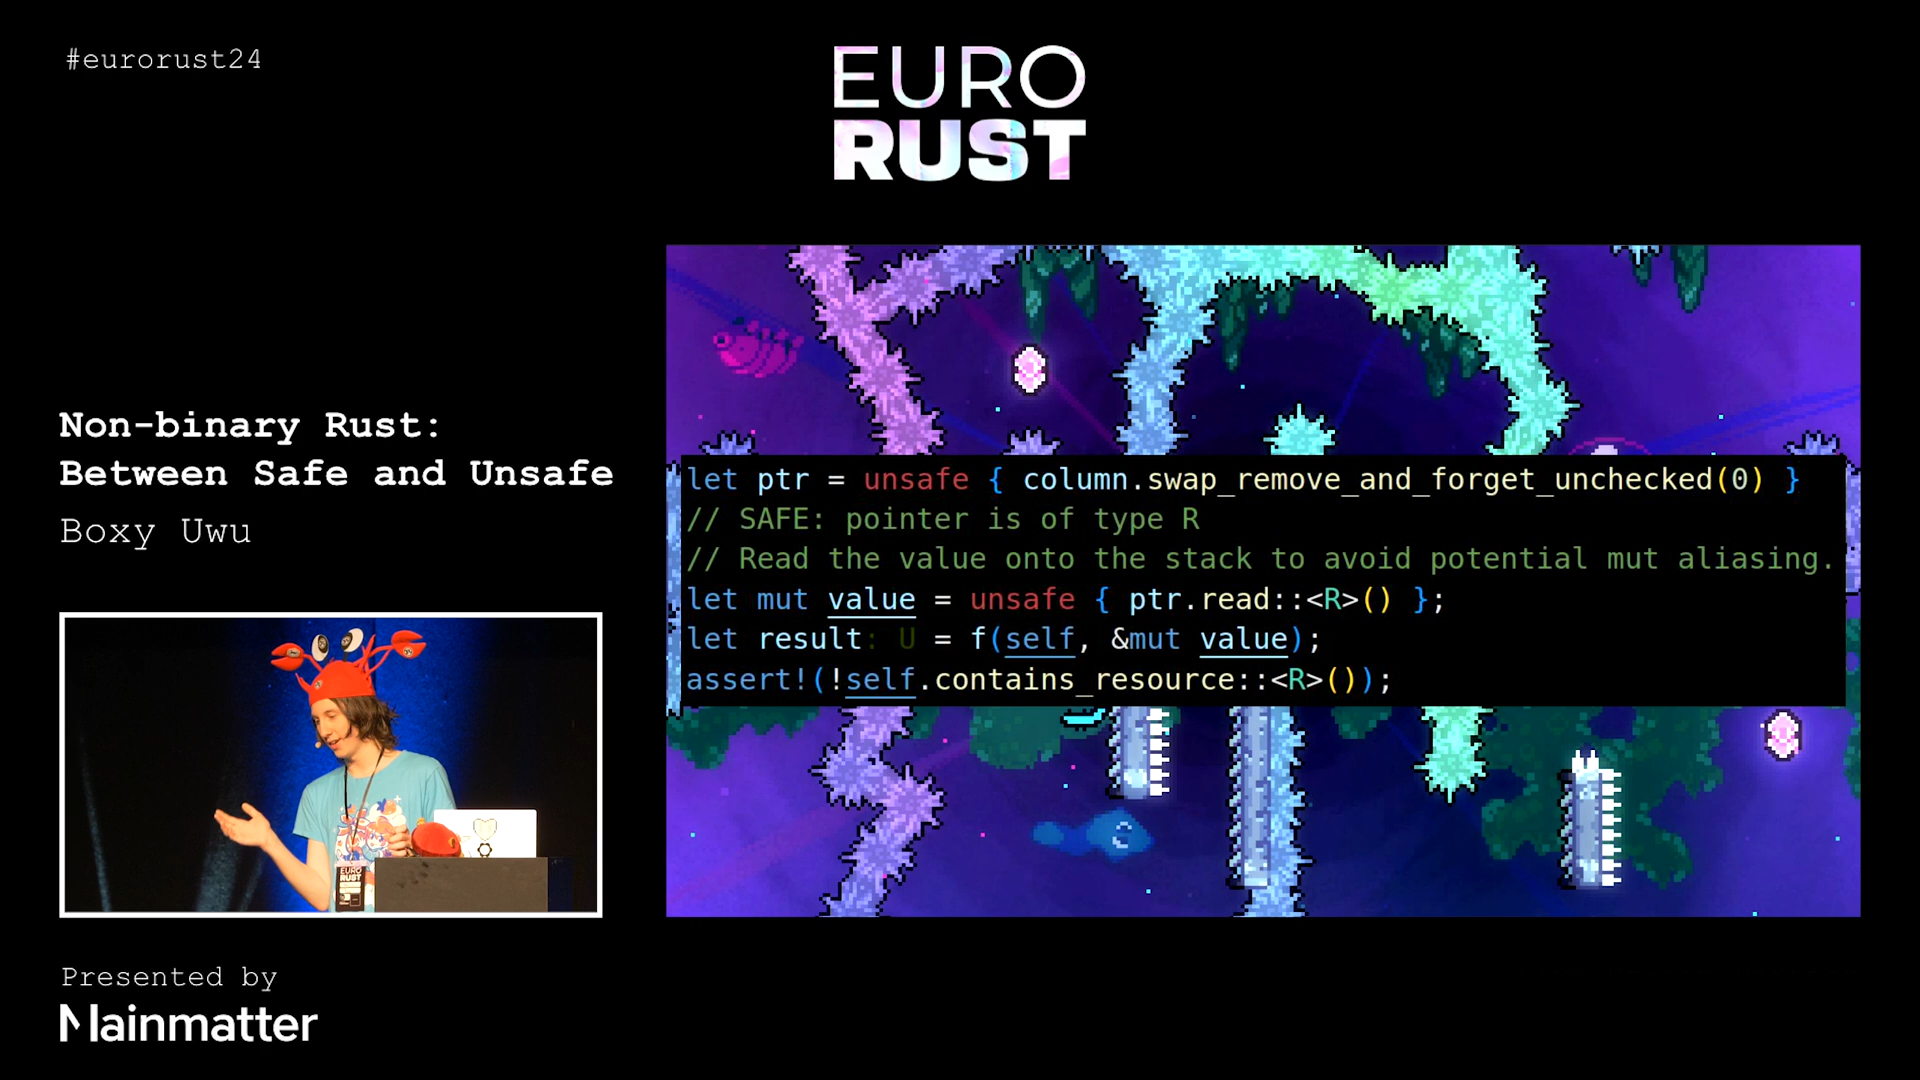 #eurorust24
EURO
RUST
Non-binary Rust:
Between Safe and Unsafe
Boxy Uwu
let ptr = unsafe { column.swap_remove_and_forget_unchecked(0) }
// SAFE: pointer is of type R
// Read the value onto the stack to avoid potential mut aliasing.
let mut value = unsafe { ptr.read::<R>() };
let result: U = f(self, &mut value);
assert!(!self.contains_resource::<R>());
EURO
RUST
Presented by
Mainmatter